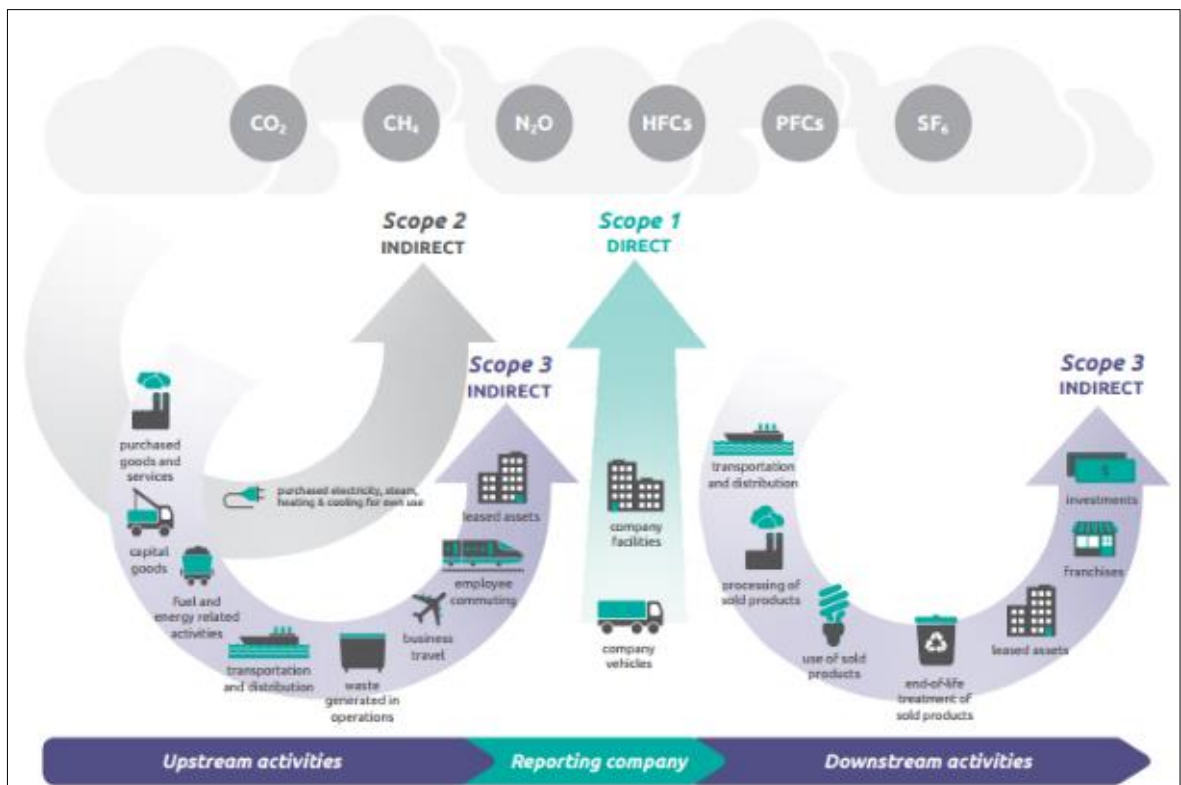 CO₂
CH₄
N₂O
HFCs
PFCs
SF₆
Scope 2
INDIRECT
Scope 1
DIRECT
Scope 3
INDIRECT
Scope 3
INDIRECT
purchased
goods and
services
capital
goods
fuel and
energy related
activities
purchased electricity, steam,
heating & cooling for own use
transportation
and distribution
waste
generated in
operations
business
travel
employee
commuting
leased assets
company
facilities
company
vehicles
transportation
and distribution
processing of
sold products
use of sold
products
end-of-life
treatment of
sold products
leased assets
franchises
investments
$
Upstream activities
Reporting company
Downstream activities